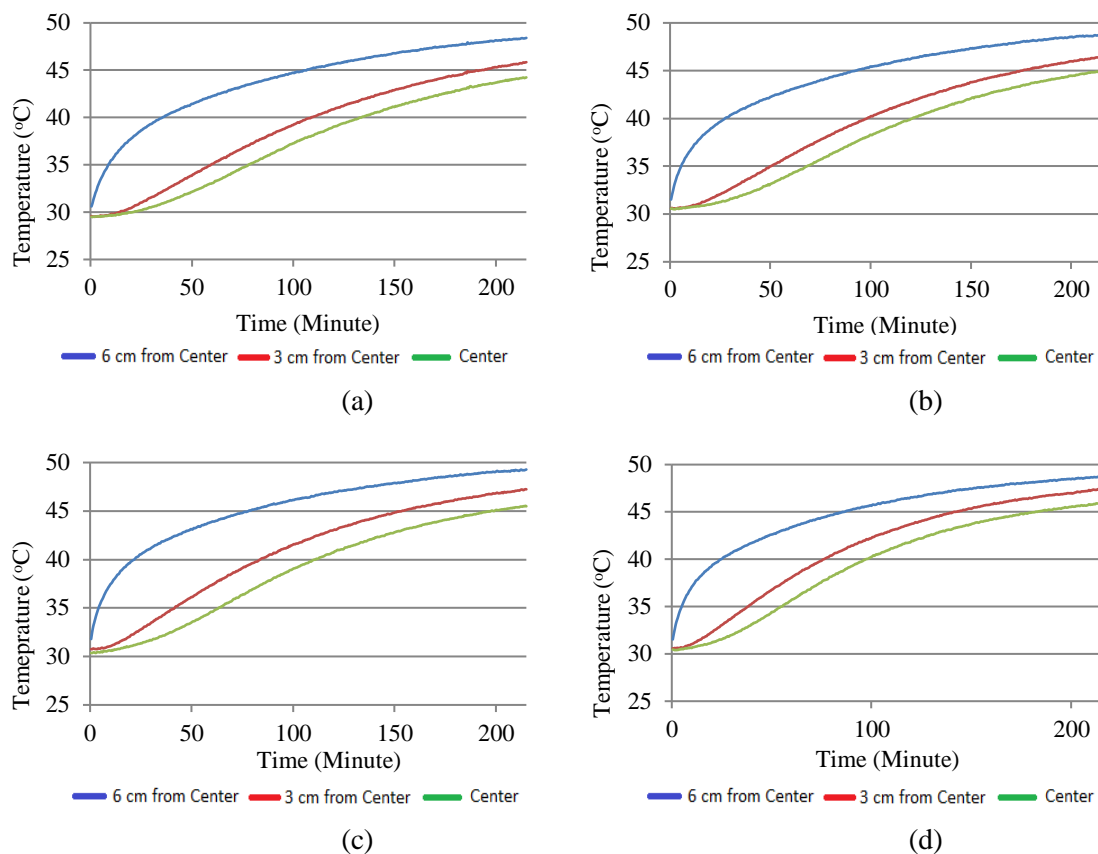 50
45
40
35
30
25
Temperature (°C)
0 50 100 150 200
Time (Minute)
6 cm from Center 3 cm from Center Center
(a)
50
45
40
35
30
25
Temperature (°C)
0 50 100 150 200
Time (Minute)
6 cm from Center 3 cm from Center Center
(b)
50
45
40
35
30
25
Temeprature (°C)
0 50 100 150 200
Time (Minute)
6 cm from Center 3 cm from Center Center
(c)
50
45
40
35
30
25
Temperature (°C)
0 100 200
Time (Minute)
6 cm from Center 3 cm from Center Center
(d)